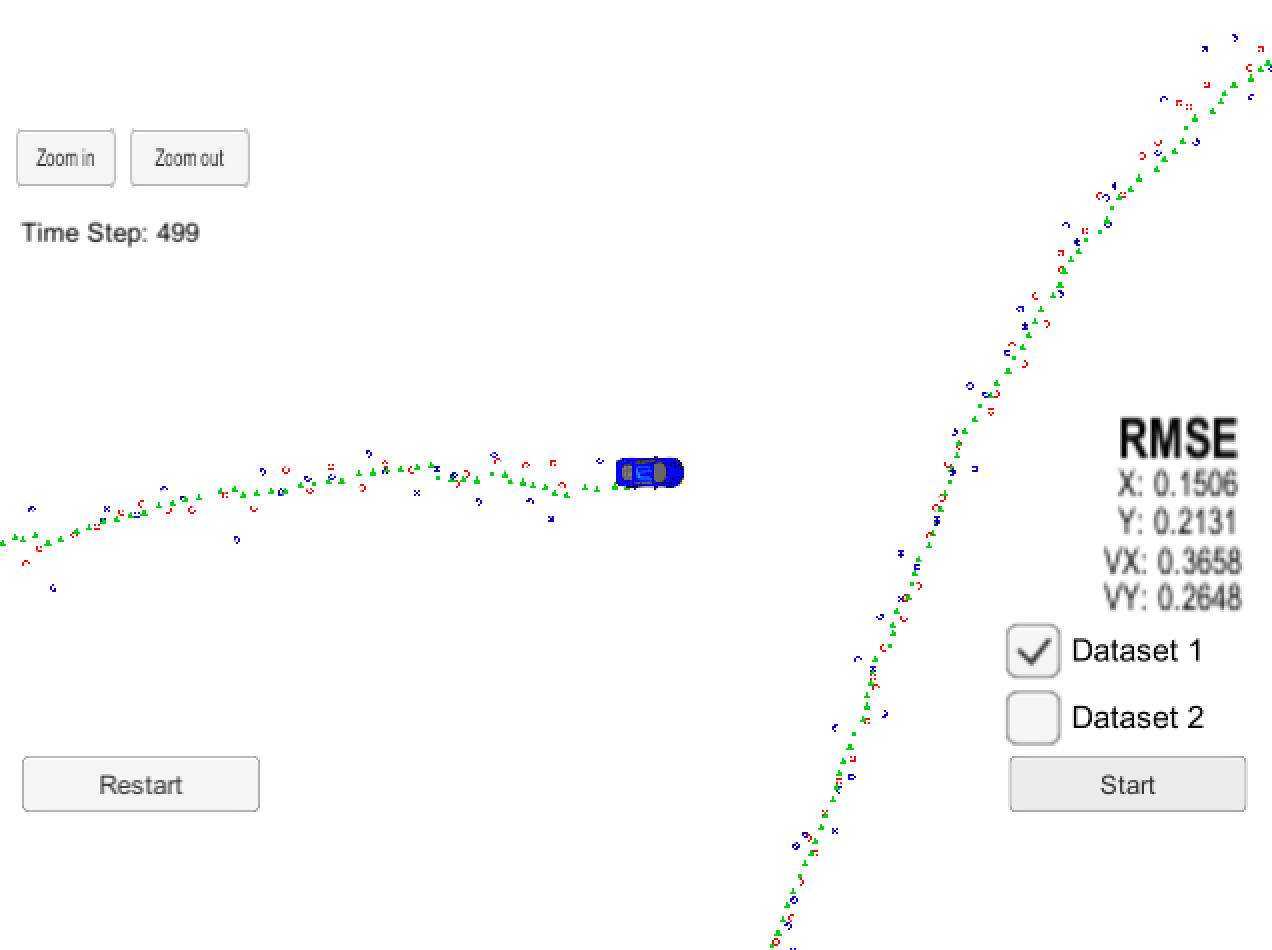 Zoom in
Zoom out
Time Step: 499
RMSE
X: 0.1506
Y: 0.2131
VX: 0.3658
VY: 0.2648
Dataset 1
Dataset 2
Restart
Start